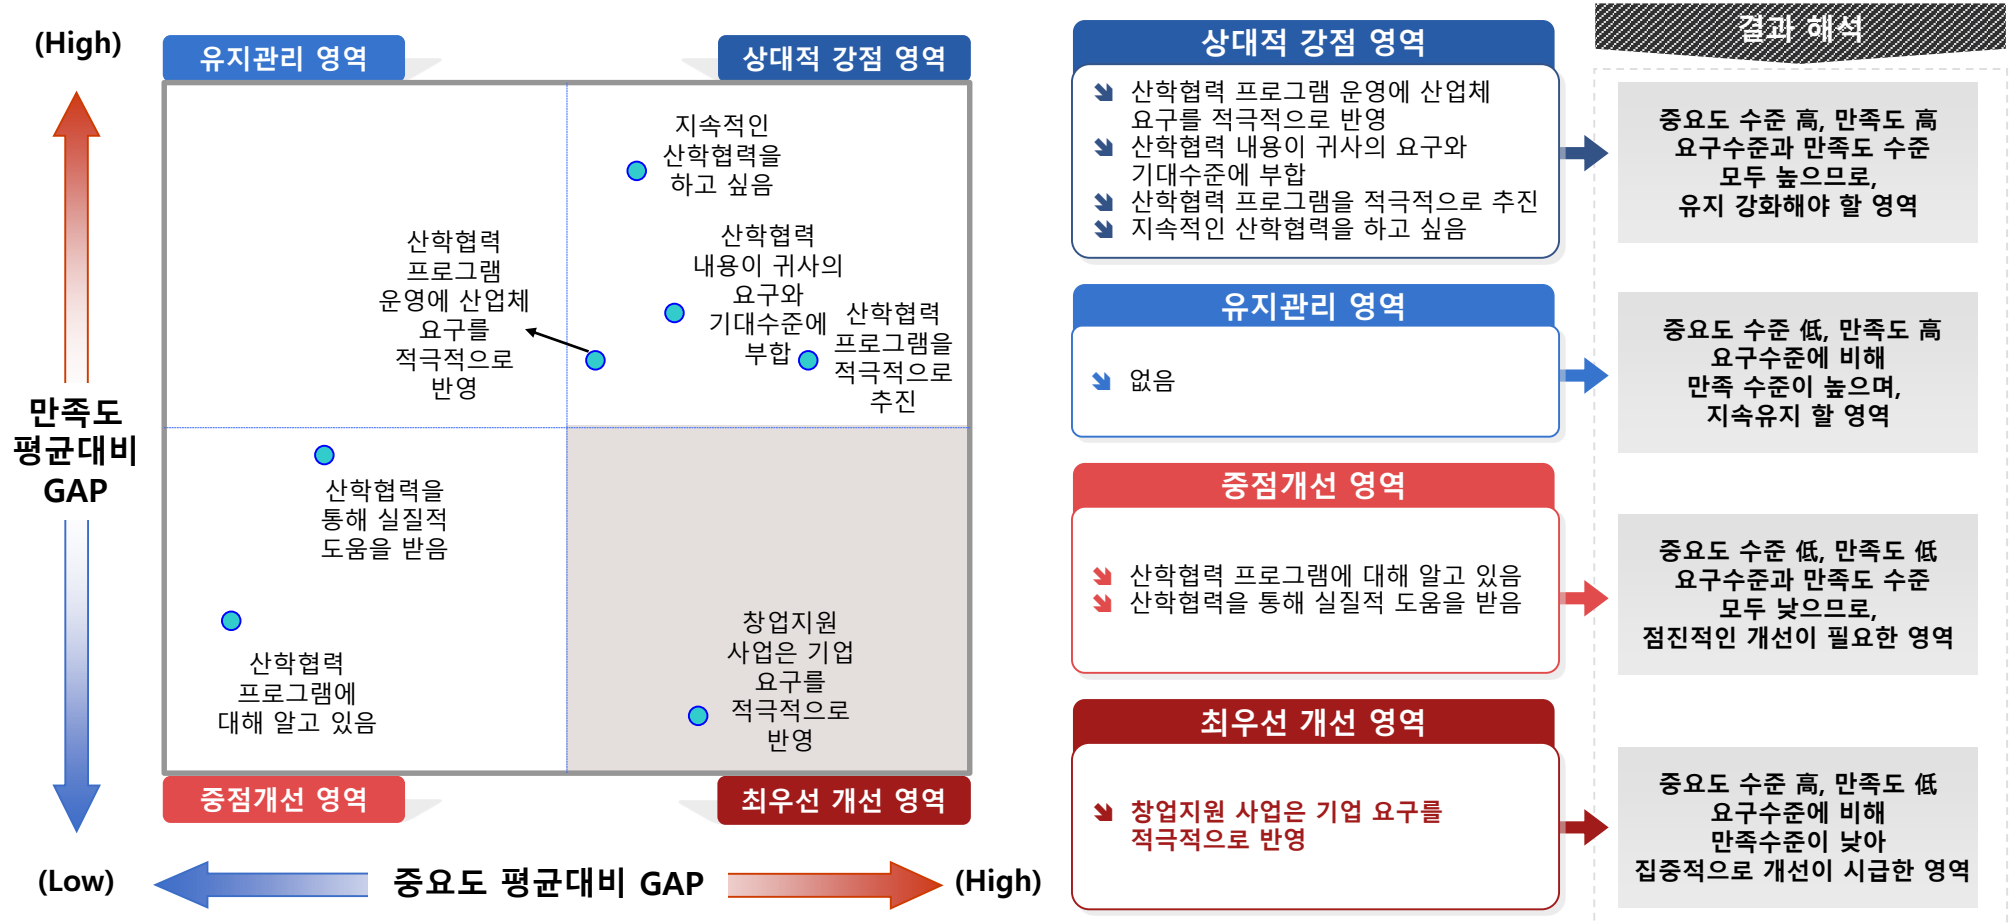 (High)
유지관리 영역
상대적 강점 영역
지속적인
산학협력을
하고 싶음
산학협력
프로그램
운영에 산업체
요구를
적극적으로
반영
산학협력
내용이 귀사의
요구와
기대수준에
부합
산학협력
프로그램을
적극적으로
추진
만족도
평균대비
GAP
산학협력을
통해 실질적
도움을 받음
산학협력
프로그램에
대해 알고 있음
창업지원
사업은 기업
요구를
적극적으로
반영
중점개선 영역
최우선 개선 영역
(Low)
중요도 평균대비 GAP
(High)
상대적 강점 영역
산학협력 프로그램 운영에 산업체
요구를 적극적으로 반영
산학협력 내용이 귀사의 요구와
기대수준에 부합
산학협력 프로그램을 적극적으로 추진
지속적인 산학협력을 하고 싶음
유지관리 영역
없음
중점개선 영역
산학협력 프로그램에 대해 알고 있음
산학협력을 통해 실질적 도움을 받음
최우선 개선 영역
창업지원 사업은 기업 요구를
적극적으로 반영
결과 해석
중요도 수준 高, 만족도 高
요구수준과 만족도 수준
모두 높으므로,
유지 강화해야 할 영역
중요도 수준 低, 만족도 高
요구수준에 비해
만족 수준이 높으며,
지속유지 할 영역
중요도 수준 低, 만족도 低
요구수준과 만족도 수준
모두 낮으므로,
점진적인 개선이 필요한 영역
중요도 수준 高, 만족도 低
요구수준에 비해
만족수준이 낮아
집중적으로 개선이 시급한 영역